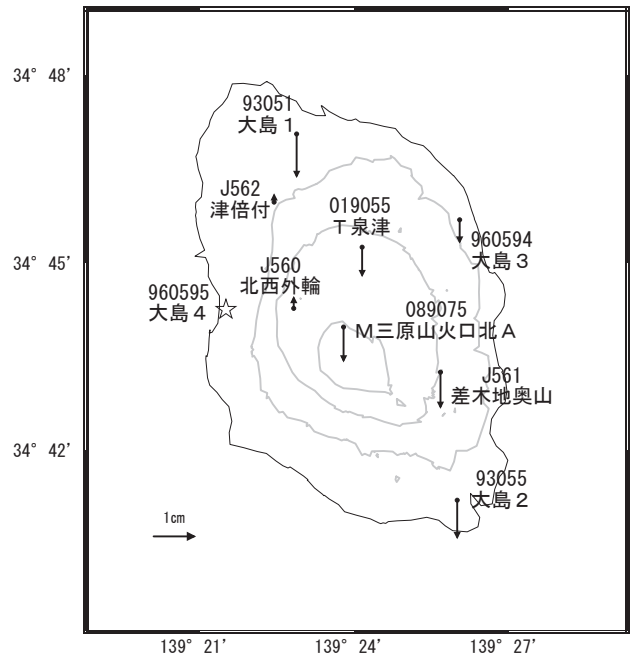 34° 48′
93051
大島１
J562
津倍付
019055
Ｔ泉津
960594
大島３
34° 45′
J560
北西外輪
960595
大島４
089075
Ｍ三原山火口北Ａ
J561
差木地奥山
34° 42′
93055
大島２
1cm
139° 21′
139° 24′
139° 27′